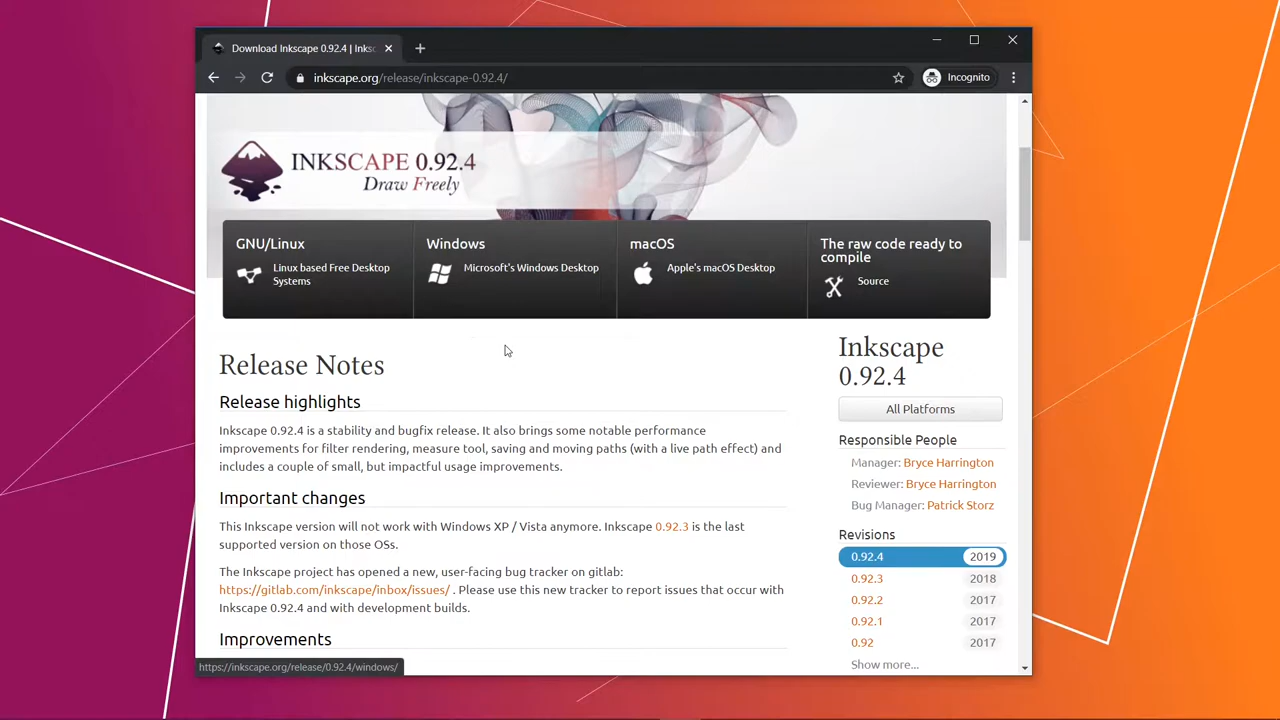 Download Inkscape 0.92.4 | Inksc
inkscape.org/release/inkscape-0.92.4/
Incognito
INKSCAPE 0.92.4
Draw Freely
GNU/Linux
Linux based Free Desktop
Systems
Windows
Microsoft's Windows Desktop
macOS
Apple's macOS Desktop
The raw code ready to
compile
Source
Release Notes
Release highlights
Inkscape 0.92.4 is a stability and bugfix release. It also brings some notable performance
improvements for filter rendering, measure tool, saving and moving paths (with a live path effect) and
includes a couple of small, but impactful usage improvements.
Important changes
This Inkscape version will not work with Windows XP / Vista anymore. Inkscape 0.92.3 is the last
supported version on those OSs.
The Inkscape project has opened a new, user-facing bug tracker on gitlab:
https://gitlab.com/inkscape/inbox/issues/ . Please use this new tracker to report issues that occur with
Inkscape 0.92.4 and with development builds.
Improvements
Inkscape
0.92.4
All Platforms
Responsible People
Manager: Bryce Harrington
Reviewer: Bryce Harrington
Bug Manager: Patrick Storz
Revisions
0.92.4 2019
0.92.3 2018
0.92.2 2017
0.92.1 2017
0.92 2017
Show more...
https://inkscape.org/release/0.92.4/windows/